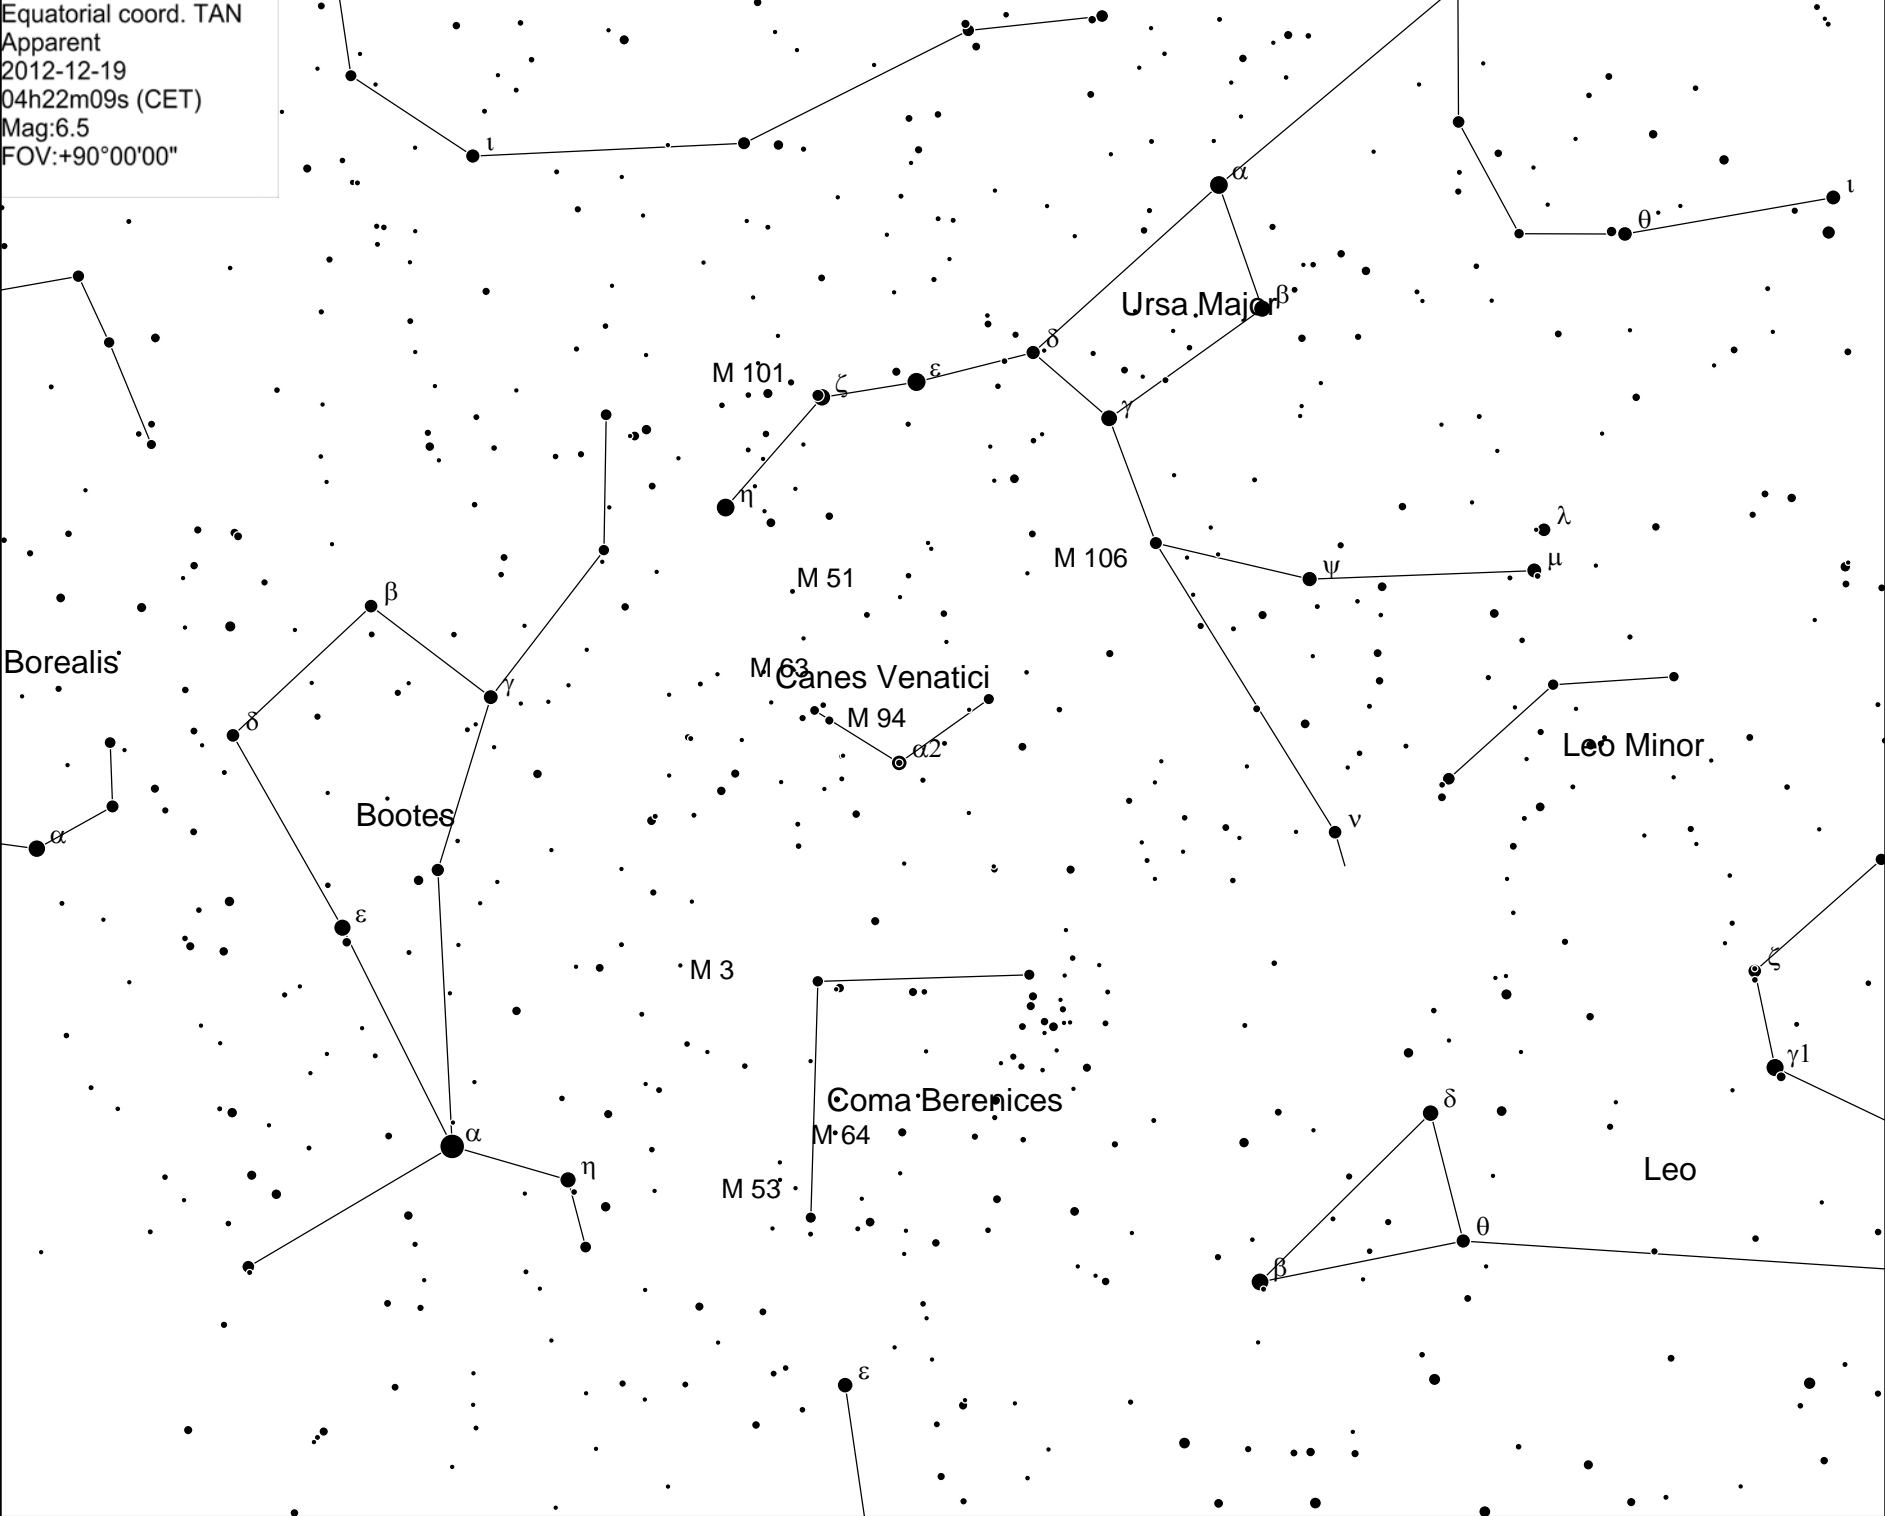 Equatorial coord. TAN
Apparent
2012-12-19
04h22m09s (CET)
Mag:6.5
FOV:+90°00'00"
ι
α
ι
θ
Ursa Major
β
δ
M 101
ζ
ε
γ
η
λ
M 106
μ
ψ
M 51
β
Borealis
M 63
Canes Venatici
γ
M 94
δ
α2
Leo Minor
Bootes
ν
α
ε
ζ
M 3
γ1
Coma Berenices
δ
M 64
α
η
Leo
M 53
θ
β
ε